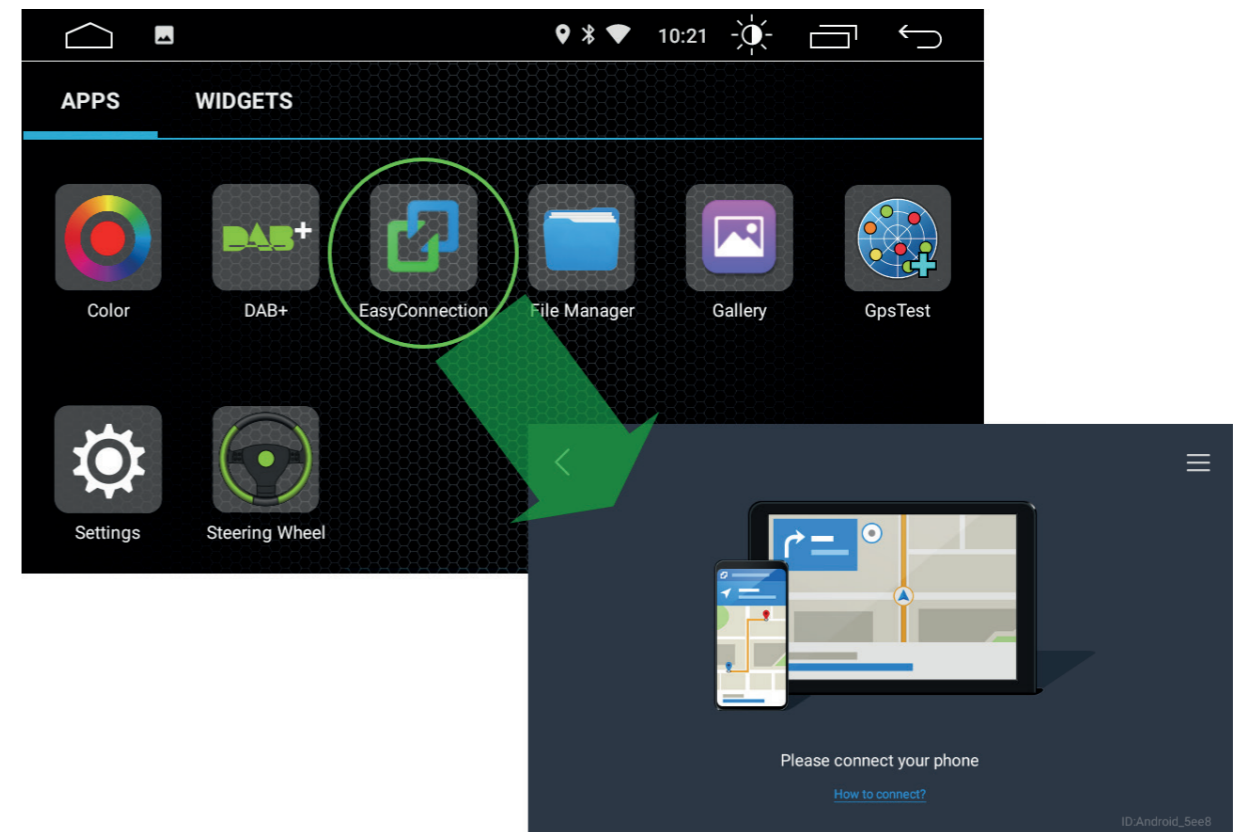 10:21
APPS WIDGETS
DAB+
Color DAB+ EasyConnection File Manager Gallery GpsTest
Settings Steering Wheel
Please connect your phone
How to connect?
ID:Android_5ee8